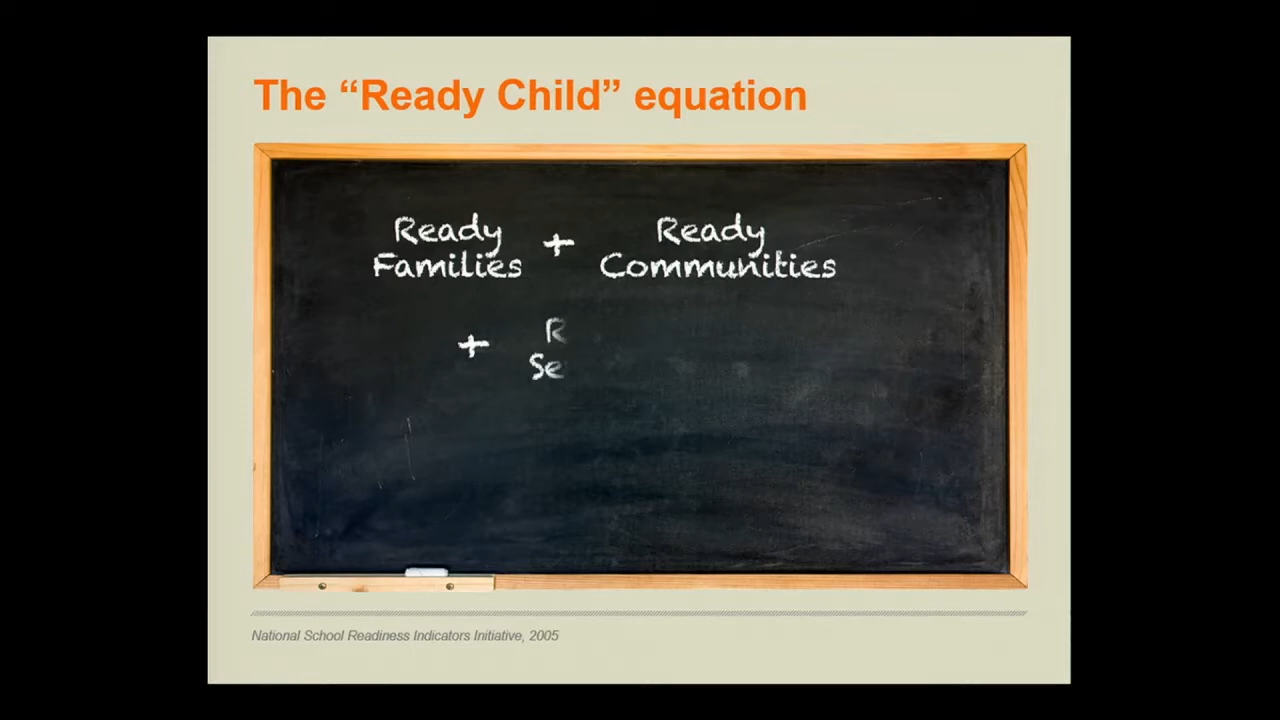 The “Ready Child” equation
Ready Families + Ready Communities
+ R
Se
National School Readiness Indicators Initiative, 2005